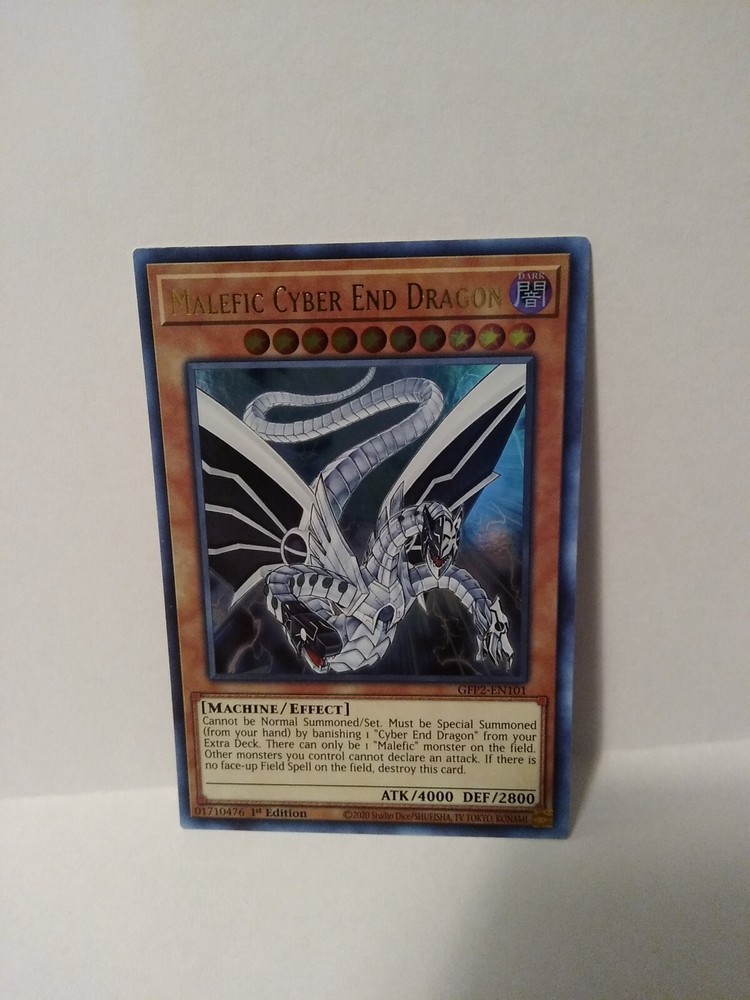 MALEFIC CYBER END DRAGON
DARK
闇
GFP2-EN101
[MACHINE/EFFECT]
Cannot be Normal Summoned/Set. Must be Special Summoned
(from your hand) by banishing 1 "Cyber End Dragon" from your
Extra Deck. There can only be 1 "Malefic" monster on the field.
Other monsters you control cannot declare an attack. If there is
no face-up Field Spell on the field, destroy this card.
ATK/4000 DEF/2800
01710476 1st Edition ©2020 Studio Dice/SHUEISHA, TV TOKYO, KONAMI